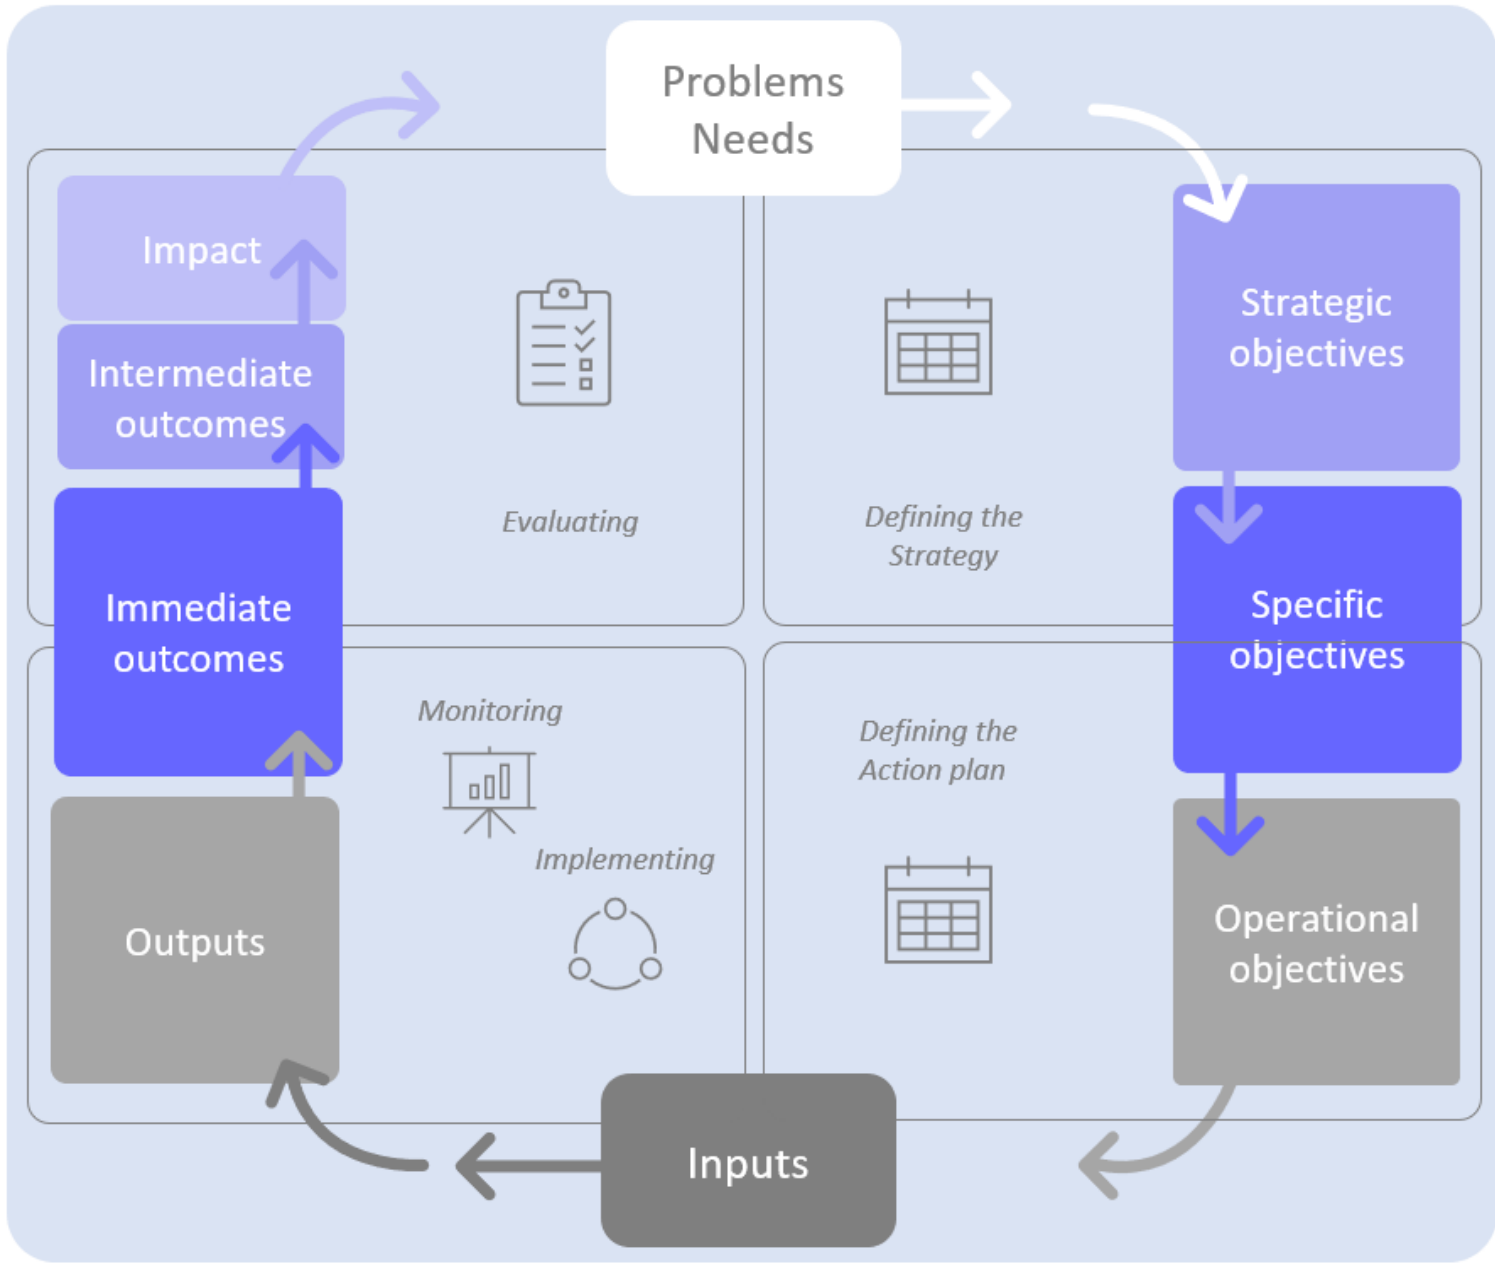 Problems
Needs
Impact
Intermediate
outcomes
Immediate
outcomes
Outputs
Evaluating
Monitoring
Implementing
Defining the
Strategy
Defining the
Action plan
Strategic
objectives
Specific
objectives
Operational
objectives
Inputs